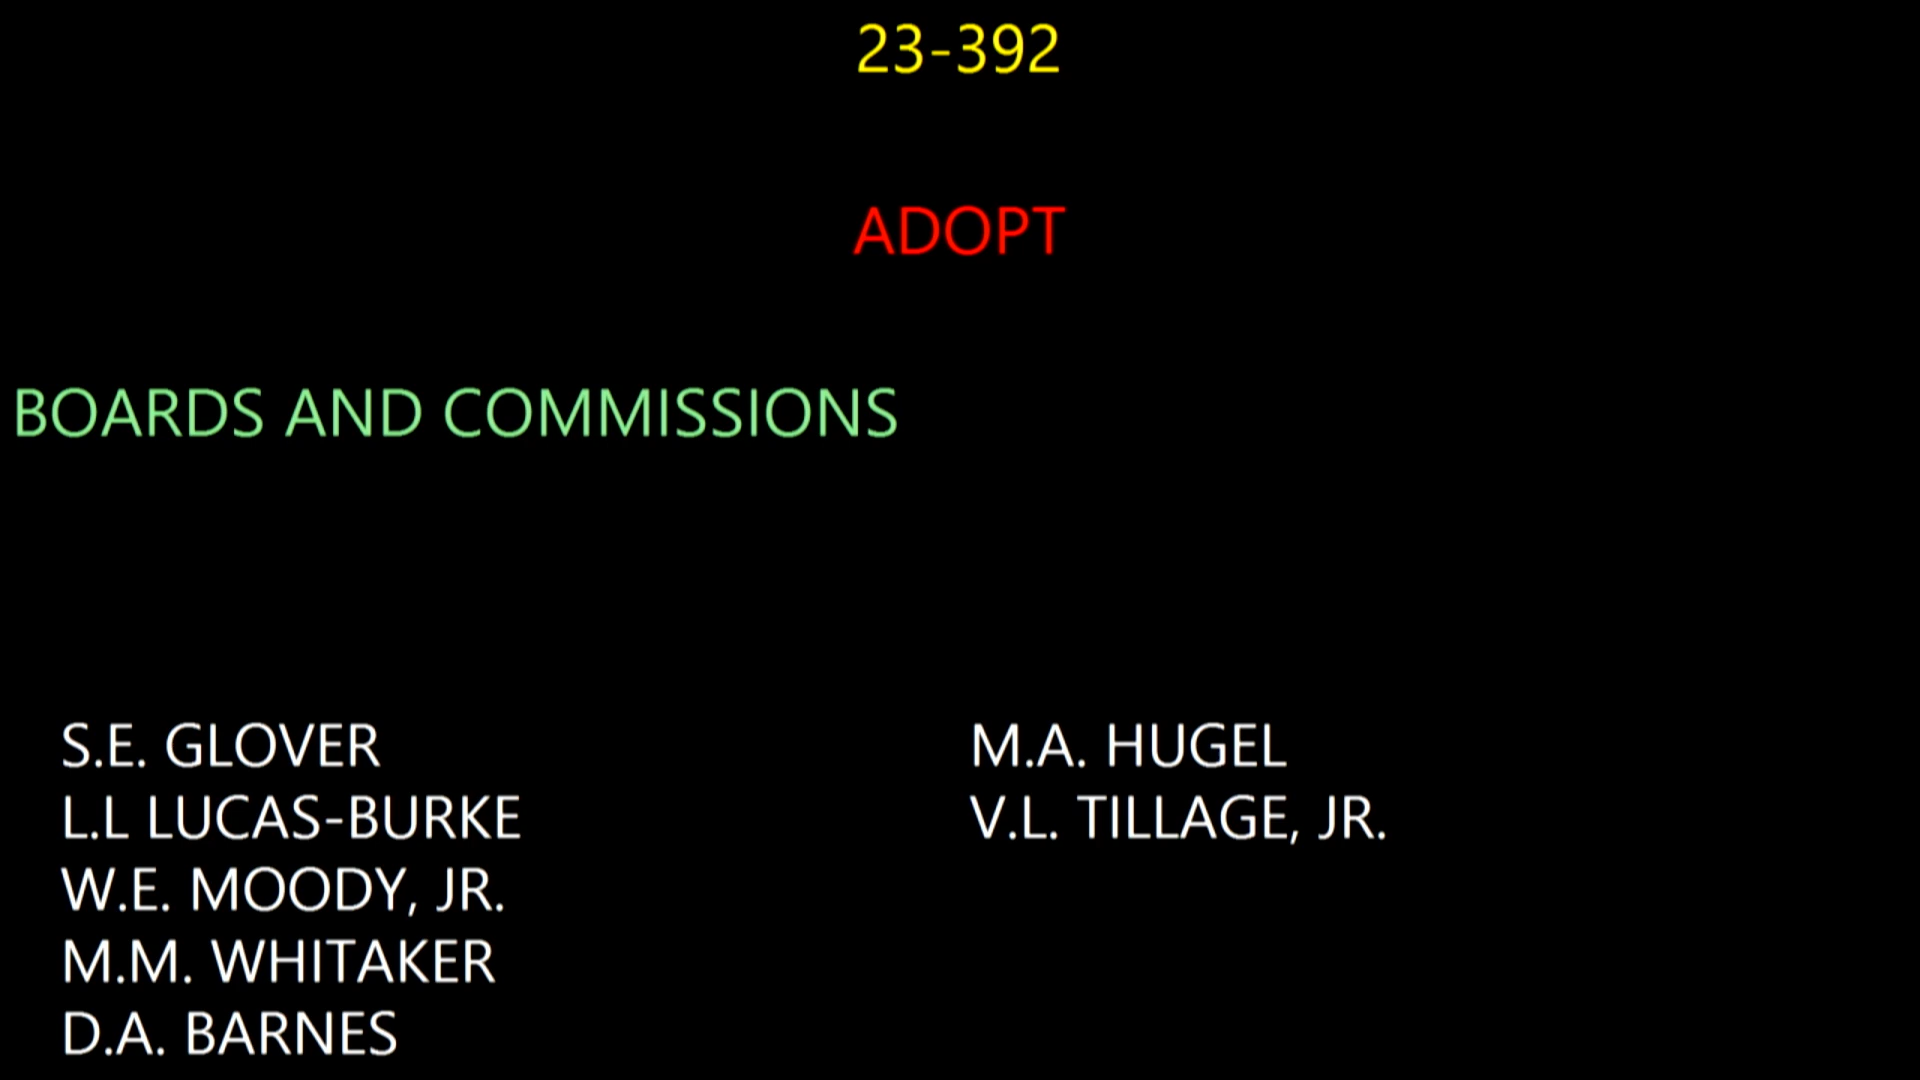 23-392
ADOPT
BOARDS AND COMMISSIONS
S.E. GLOVER
L.L LUCAS-BURKE
W.E. MOODY, JR.
M.M. WHITAKER
D.A. BARNES
M.A. HUGEL
V.L. TILLAGE, JR.